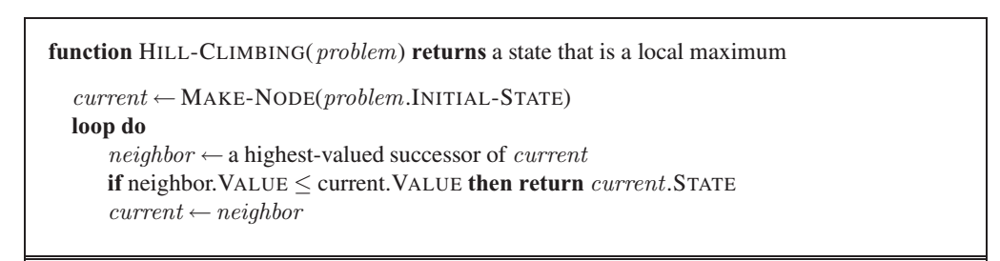 function HILL-CLIMBING(problem) returns a state that is a local maximum
current ← MAKE-NODE(problem.INITIAL-STATE)
loop do
neighbor ← a highest-valued successor of current
if neighbor.VALUE ≤ current.VALUE then return current.STATE
current ← neighbor